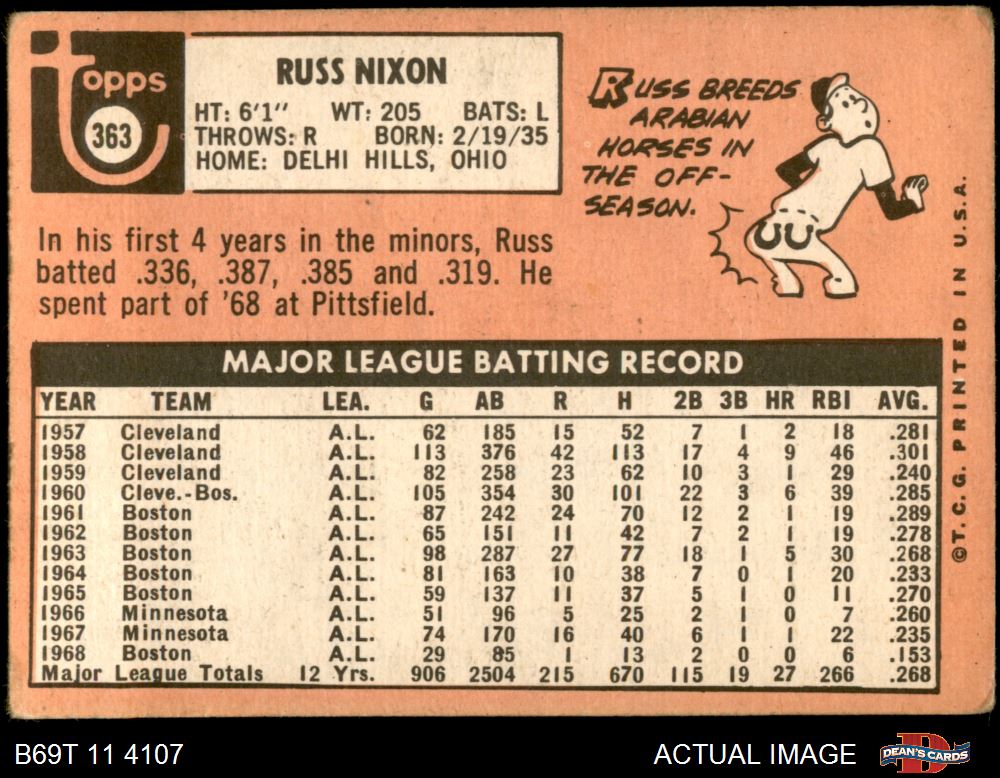 Topps
363
RUSS NIXON
HT: 6'1" WT: 205 BATS: L
THROWS: R BORN: 2/19/35
HOME: DELHI HILLS, OHIO
RUSS BREEDS
ARABIAN
HORSES IN
THE OFF-
SEASON.
In his first 4 years in the minors, Russ
batted .336, .387, .385 and .319. He
spent part of '68 at Pittsfield.
MAJOR LEAGUE BATTING RECORD
YEAR TEAM LEA. G AB R H 2B 3B HR RBI AVG.
1957 Cleveland A.L. 62 185 15 52 7 1 2 18 .281
1958 Cleveland A.L. 113 376 42 113 17 4 9 46 .301
1959 Cleveland A.L. 82 258 23 62 10 3 1 29 .240
1960 Cleve.-Bos. A.L. 105 354 30 101 22 3 6 39 .285
1961 Boston A.L. 87 242 24 70 12 2 1 19 .289
1962 Boston A.L. 65 151 11 42 7 2 1 19 .278
1963 Boston A.L. 98 287 27 77 18 1 5 30 .268
1964 Boston A.L. 81 163 10 38 7 0 1 20 .233
1965 Boston A.L. 59 137 11 37 5 1 0 11 .270
1966 Minnesota A.L. 51 96 5 25 2 1 0 7 .260
1967 Minnesota A.L. 74 170 16 40 6 1 1 22 .235
1968 Boston A.L. 29 85 1 13 2 0 0 6 .153
Major League Totals 12 Yrs. 906 2504 215 670 115 19 27 266 .268
©T.C.G. PRINTED IN U.S.A.
B69T 11 4107
ACTUAL IMAGE
DEAN'S CARDS